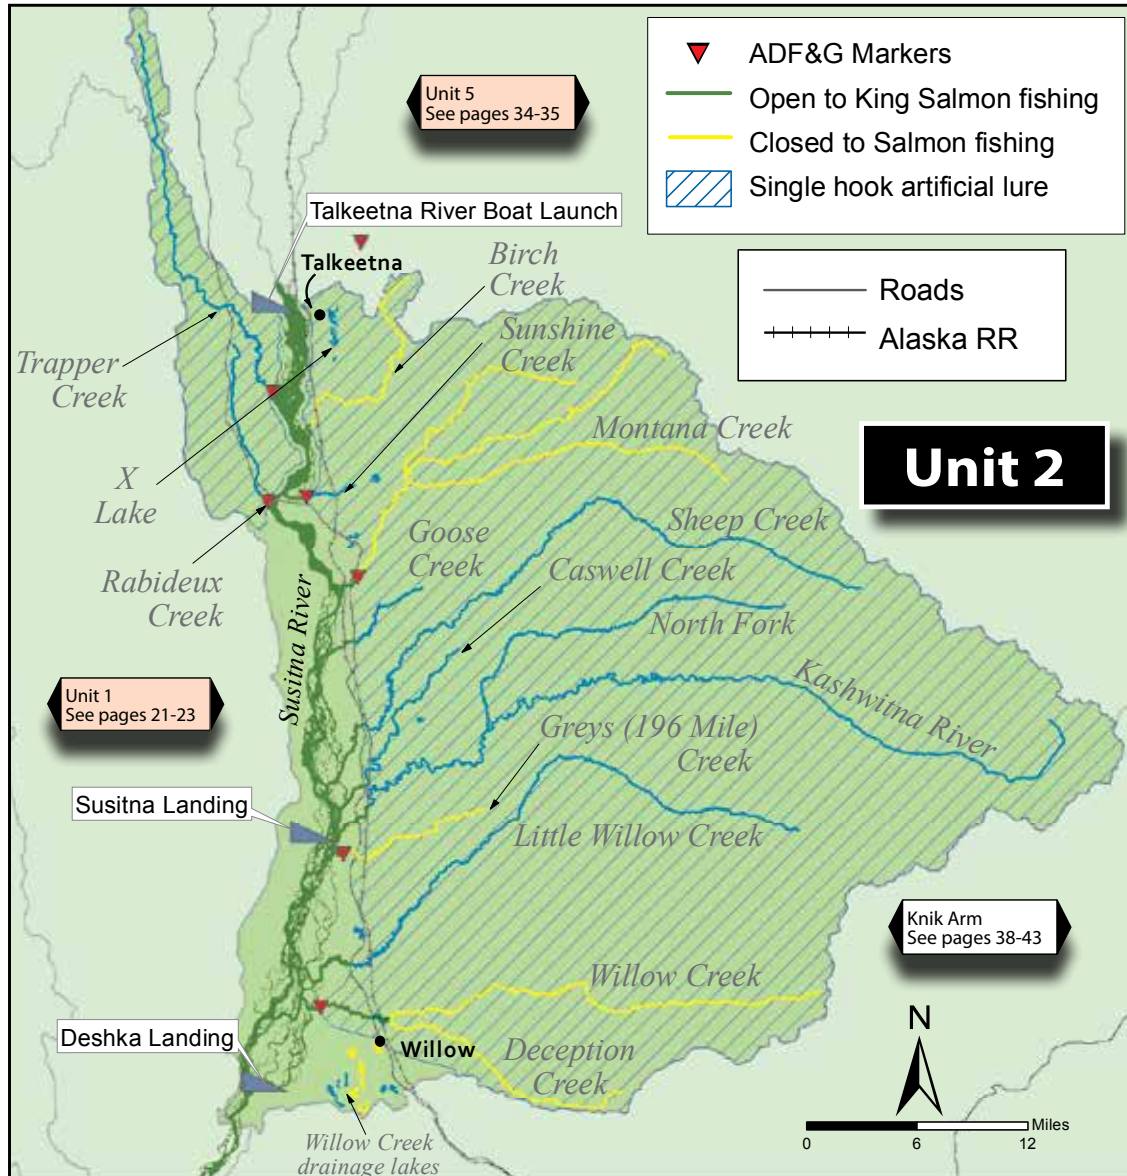 ADF&G Markers
Open to King Salmon fishing
Closed to Salmon fishing
Single hook artificial lure
Roads
Alaska RR
Unit 5
See pages 34-35
Talkeetna River Boat Launch
Talkeetna
Birch
Creek
Sunshine
Creek
Trapper
Creek
Montana Creek
Unit 2
X
Lake
Goose
Creek
Sheep Creek
Caswell Creek
Rabideux
Creek
North Fork
Susitna River
Kashwitna River
Unit 1
See pages 21-23
Greys (196 Mile)
Creek
Susitna Landing
Little Willow Creek
Knik Arm
See pages 38-43
Willow Creek
Deshka Landing
Willow
Deception
Creek
N
Miles
0 6 12
Willow Creek
drainage lakes